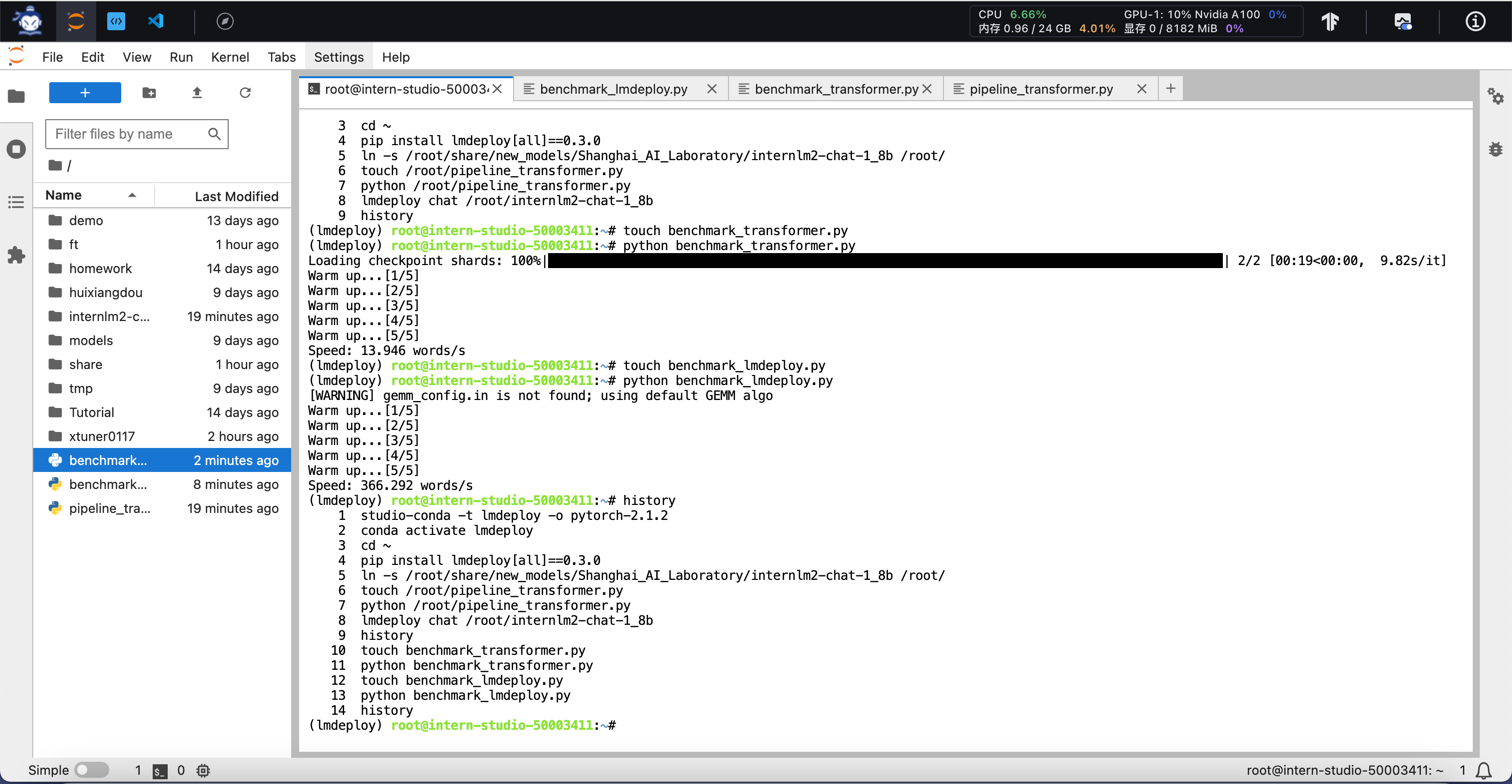 CPU 6.66% GPU-1: 10% Nvidia A100 0%
内存 0.96 / 24 GB 4.01% 显存 0 / 8182 MiB 0%
File Edit View Run Kernel Tabs Settings Help
root@intern-studio-50003 benchmark_lmdeploy.py benchmark_transformer.py pipeline_transformer.py
Filter files by name
/
Name Last Modified
demo 13 days ago
ft 1 hour ago
homework 14 days ago
huixiangdou 9 days ago
internlm2-c... 19 minutes ago
models 9 days ago
share 1 hour ago
tmp 9 days ago
Tutorial 14 days ago
xtuner0117 2 hours ago
benchmark... 2 minutes ago
benchmark... 8 minutes ago
pipeline_tra... 19 minutes ago
3 cd ~
4 pip install lmdeploy[all]==0.3.0
5 ln -s /root/share/new_models/Shanghai_AI_Laboratory/internlm2-chat-1_8b /root/
6 touch /root/pipeline_transformer.py
7 python /root/pipeline_transformer.py
8 lmdeploy chat /root/internlm2-chat-1_8b
9 history
(lmdeploy) root@intern-studio-50003411:~# touch benchmark_transformer.py
(lmdeploy) root@intern-studio-50003411:~# python benchmark_transformer.py
Loading checkpoint shards: 100%| | 2/2 [00:19<00:00, 9.82s/it]
Warm up...[1/5]
Warm up...[2/5]
Warm up...[3/5]
Warm up...[4/5]
Warm up...[5/5]
Speed: 13.946 words/s
(lmdeploy) root@intern-studio-50003411:~# touch benchmark_lmdeploy.py
(lmdeploy) root@intern-studio-50003411:~# python benchmark_lmdeploy.py
[WARNING] gemm_config.in is not found; using default GEMM algo
Warm up...[1/5]
Warm up...[2/5]
Warm up...[3/5]
Warm up...[4/5]
Warm up...[5/5]
Speed: 366.292 words/s
(lmdeploy) root@intern-studio-50003411:~# history
1 studio-conda -t lmdeploy -o pytorch-2.1.2
2 conda activate lmdeploy
3 cd ~
4 pip install lmdeploy[all]==0.3.0
5 ln -s /root/share/new_models/Shanghai_AI_Laboratory/internlm2-chat-1_8b /root/
6 touch /root/pipeline_transformer.py
7 python /root/pipeline_transformer.py
8 lmdeploy chat /root/internlm2-chat-1_8b
9 history
10 touch benchmark_transformer.py
11 python benchmark_transformer.py
12 touch benchmark_lmdeploy.py
13 python benchmark_lmdeploy.py
14 history
(lmdeploy) root@intern-studio-50003411:~#
Simple 1 0 root@intern-studio-50003411: ~ 1